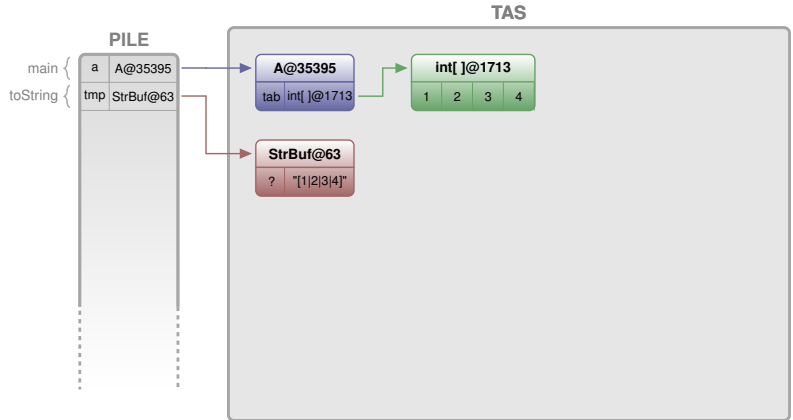 TAS
PILE
main { a A@35395
toString { tmp StrBuf@63
A@35395
tab int[ ]@1713
int[ ]@1713
1 2 3 4
StrBuf@63
? "[1|2|3|4]"